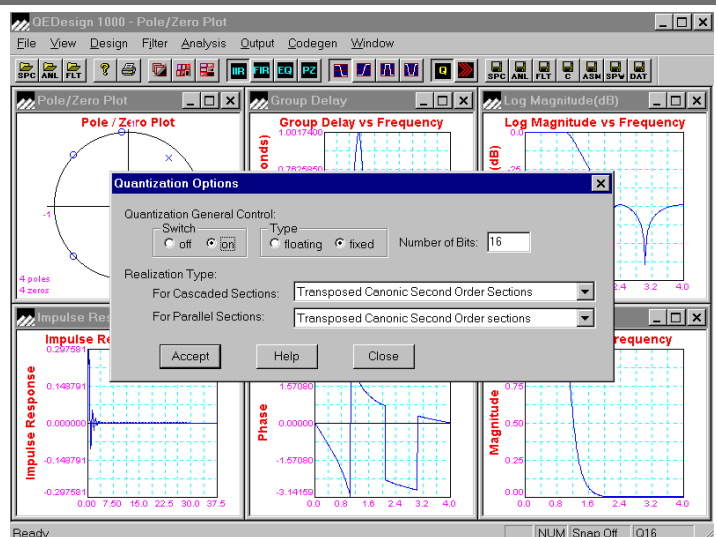 QEDesign 1000 - Pole/Zero Plot
File View Design Filter Analysis Output Codegen Window
SPC ANL FLT ? IIR FIR EQ PZ Q SPC ANL FLT C ASM SPW DAT
Pole/Zero Plot
Pole / Zero Plot
-1
4 poles
4 zeros
Group Delay
Group Delay vs Frequency
1.0017400
0.7625850
onds)
Log Magnitude(dB)
Log Magnitude vs Frequency
0.0
-25
(dB)
2.4 3.2 4.0
Quantization Options
Quantization General Control:
Switch
off on
Type
floating fixed
Number of Bits: 16
Realization Type:
For Cascaded Sections: Transposed Canonic Second Order Sections
For Parallel Sections: Transposed Canonic Second Order sections
Accept Help Close
Impulse Res
Impulse Re
0.297581
0.148791
0.000000
-0.148791
-0.297581
Impulse Response
0.0 7.50 15.0 22.5 30.0 37.5
1.57080
0.00000
-1.57080
-3.14159
Phase
0.0 0.8 1.6 2.4 3.2 4.0
requency
0.75
0.50
0.25
0.00
Magnitude
0.0 0.8 1.6 2.4 3.2 4.0
Ready
NUM Snap Off Q16